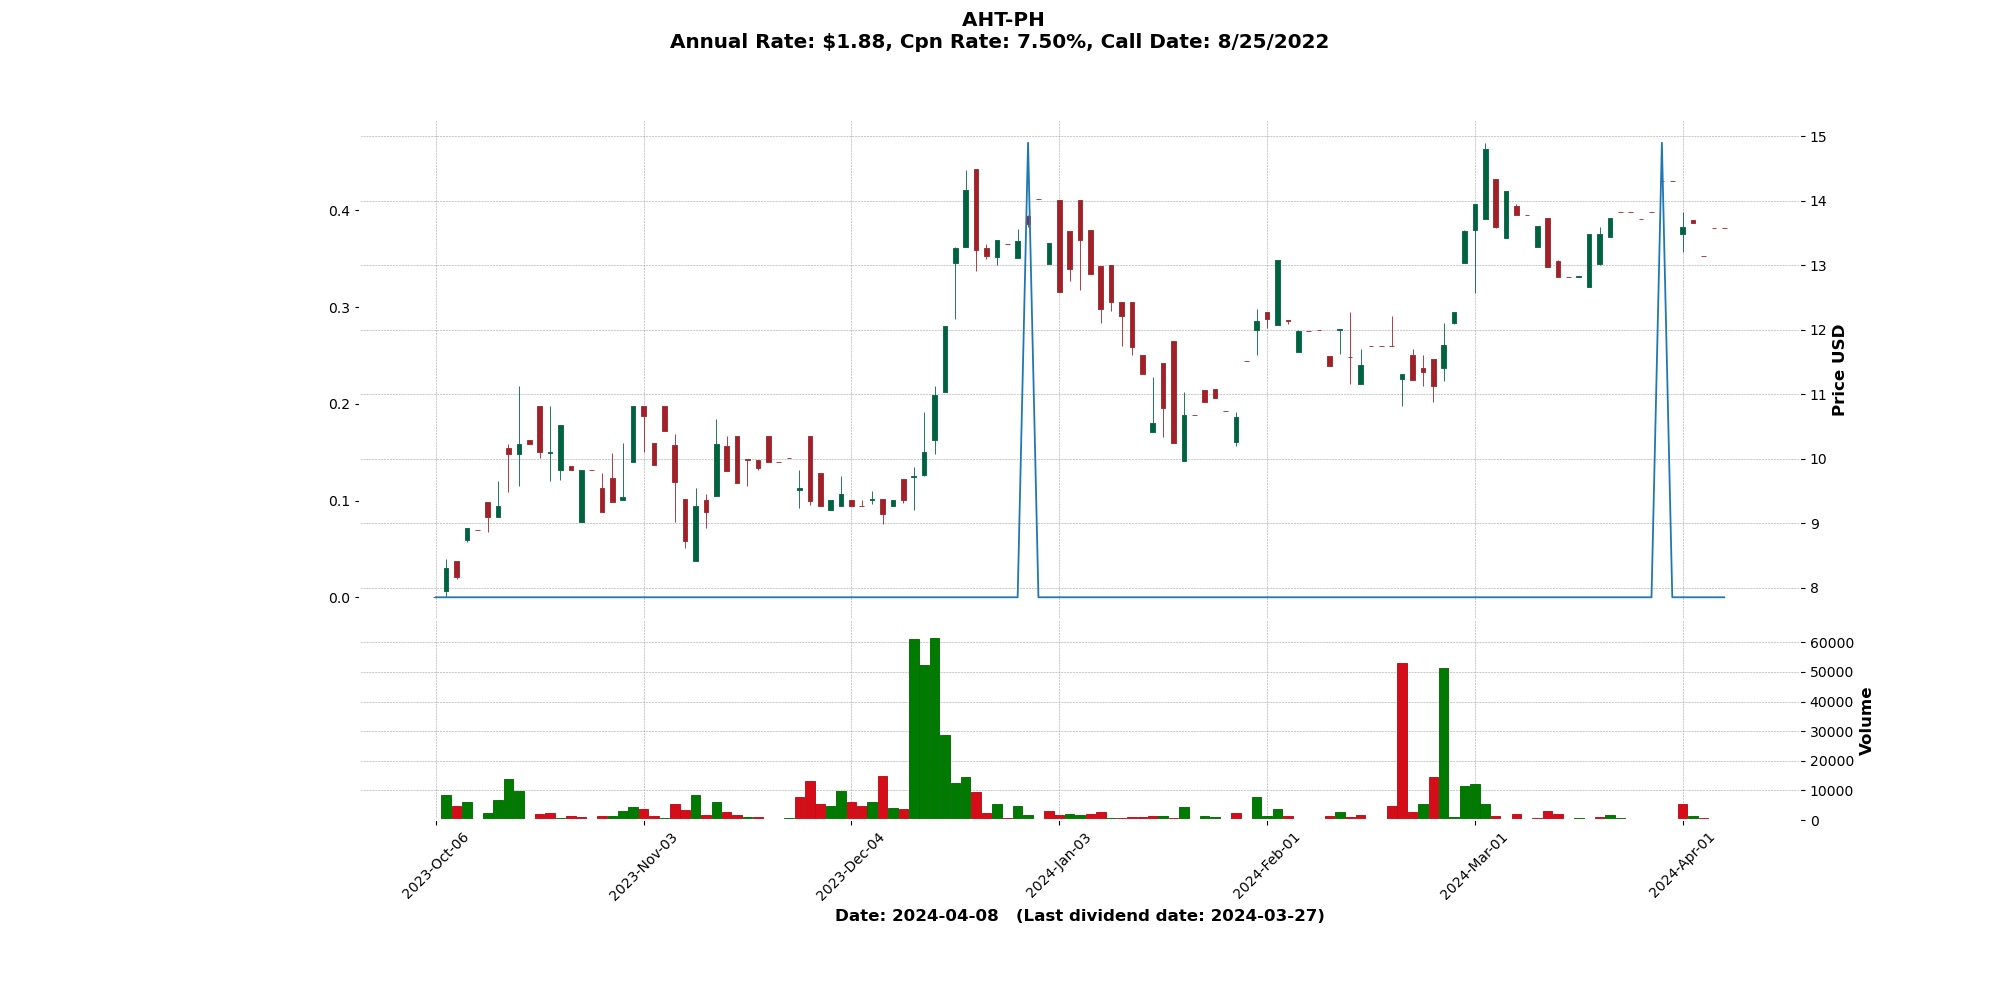 AHT-PH
Annual Rate: $1.88, Cpn Rate: 7.50%, Call Date: 8/25/2022
0.4
0.3
0.2
0.1
0.0
15
14
13
12
11
10
9
8
Price USD
60000
50000
40000
30000
20000
10000
0
Volume
2023-Oct-06
2023-Nov-03
2023-Dec-04
2024-Jan-03
2024-Feb-01
2024-Mar-01
2024-Apr-01
Date: 2024-04-08 (Last dividend date: 2024-03-27)